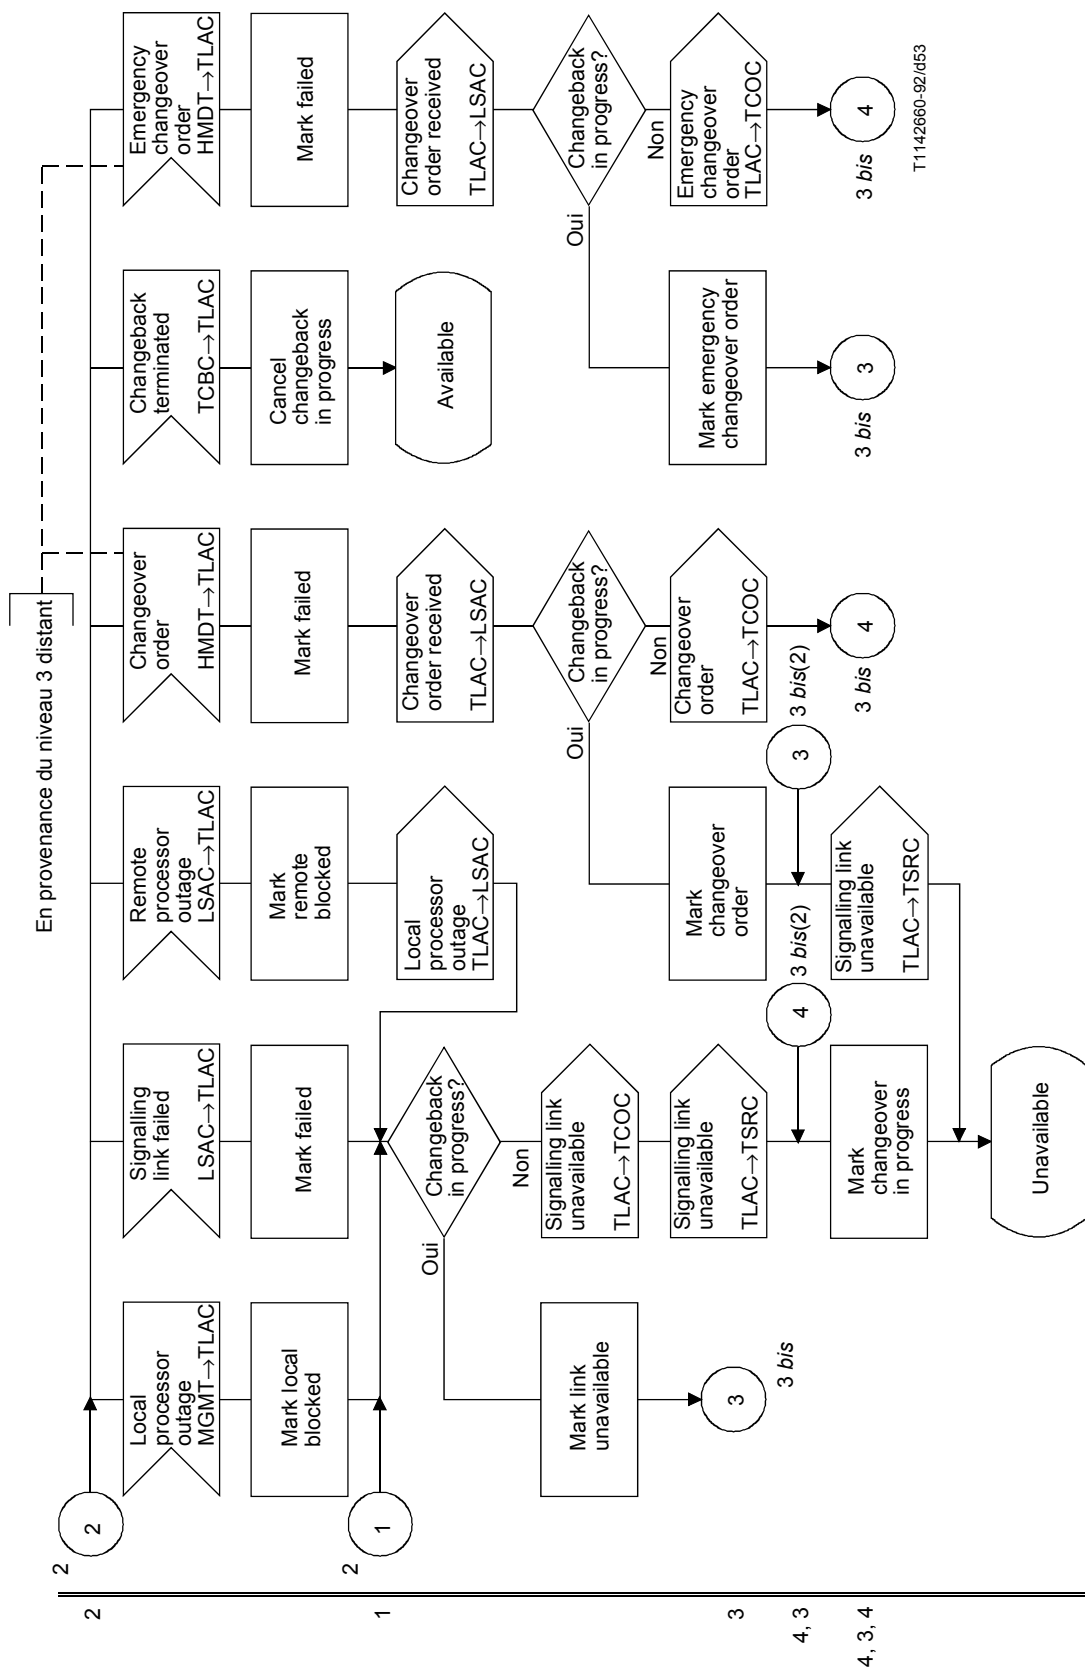 En provenance du niveau 3 distant
2
2
2
Local
processor
outage
MGMT→TLAC
Signalling
link failed
LSAC→TLAC
Remote
processor
outage
LSAC→TLAC
Changeover
order
HMDT→TLAC
Changeback
terminated
TCBC→TLAC
Emergency
changeover
order
HMDT→TLAC
Mark local
blocked
Mark failed
Mark
remote
blocked
Mark failed
Cancel
changeback
in progress
Mark failed
1
2
1
Local
processor
outage
TLAC→LSAC
Changeover
order received
TLAC→LSAC
Available
Changeover
order received
TLAC→LSAC
Changeback
in progress?
Oui
Non
Changeback
in progress?
Oui
Non
Changeback
in progress?
Oui
Non
Mark link
unavailable
Signalling link
unavailable
TLAC→TCOC
3
3
3 bis
Signalling link
unavailable
TLAC→TSRC
Mark
changeover
order
Changeover
order
TLAC→TCOC
Mark emergency
changeover order
Emergency
changeover
order
TLAC→TCOC
4, 3
4
3 bis(2)
3
3 bis(2)
4, 3, 4
Mark
changeover
in progress
Signalling link
unavailable
TLAC→TSRC
4
3 bis
3
3 bis
4
3 bis
Unavailable
T1142660-92/d53